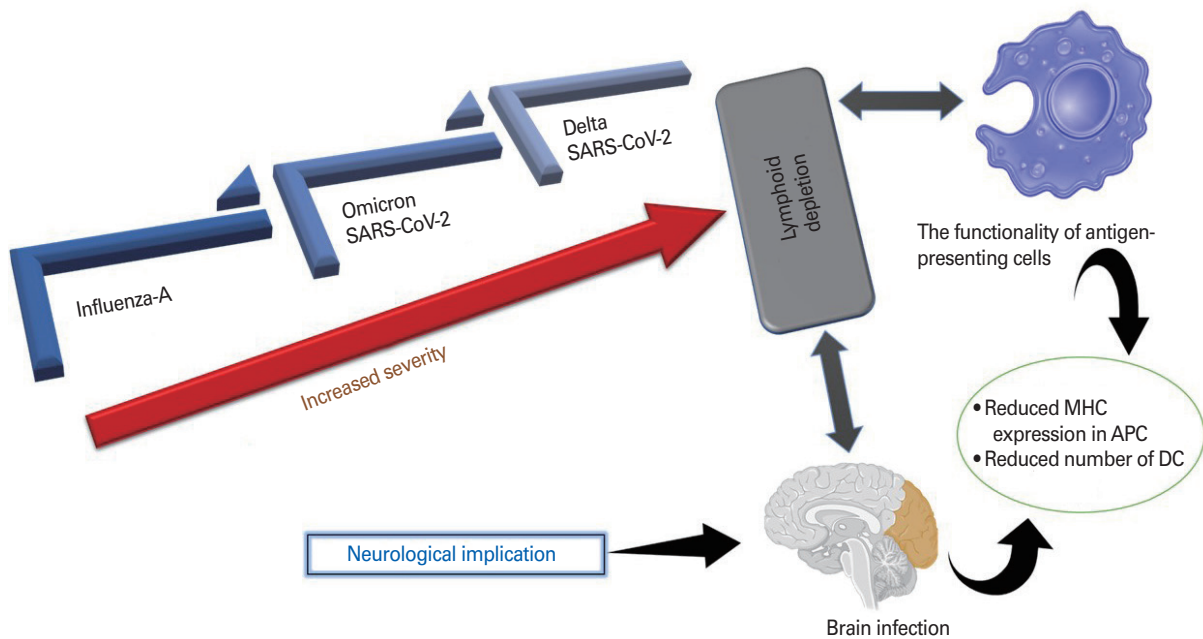 Delta
SARS-CoV-2
Omicron
SARS-CoV-2
Influenza-A
Increased severity
Lymphoid
depletion
The functionality of antigen-
presenting cells
• Reduced MHC
expression in APC
• Reduced number of DC
Neurological implication
Brain infection